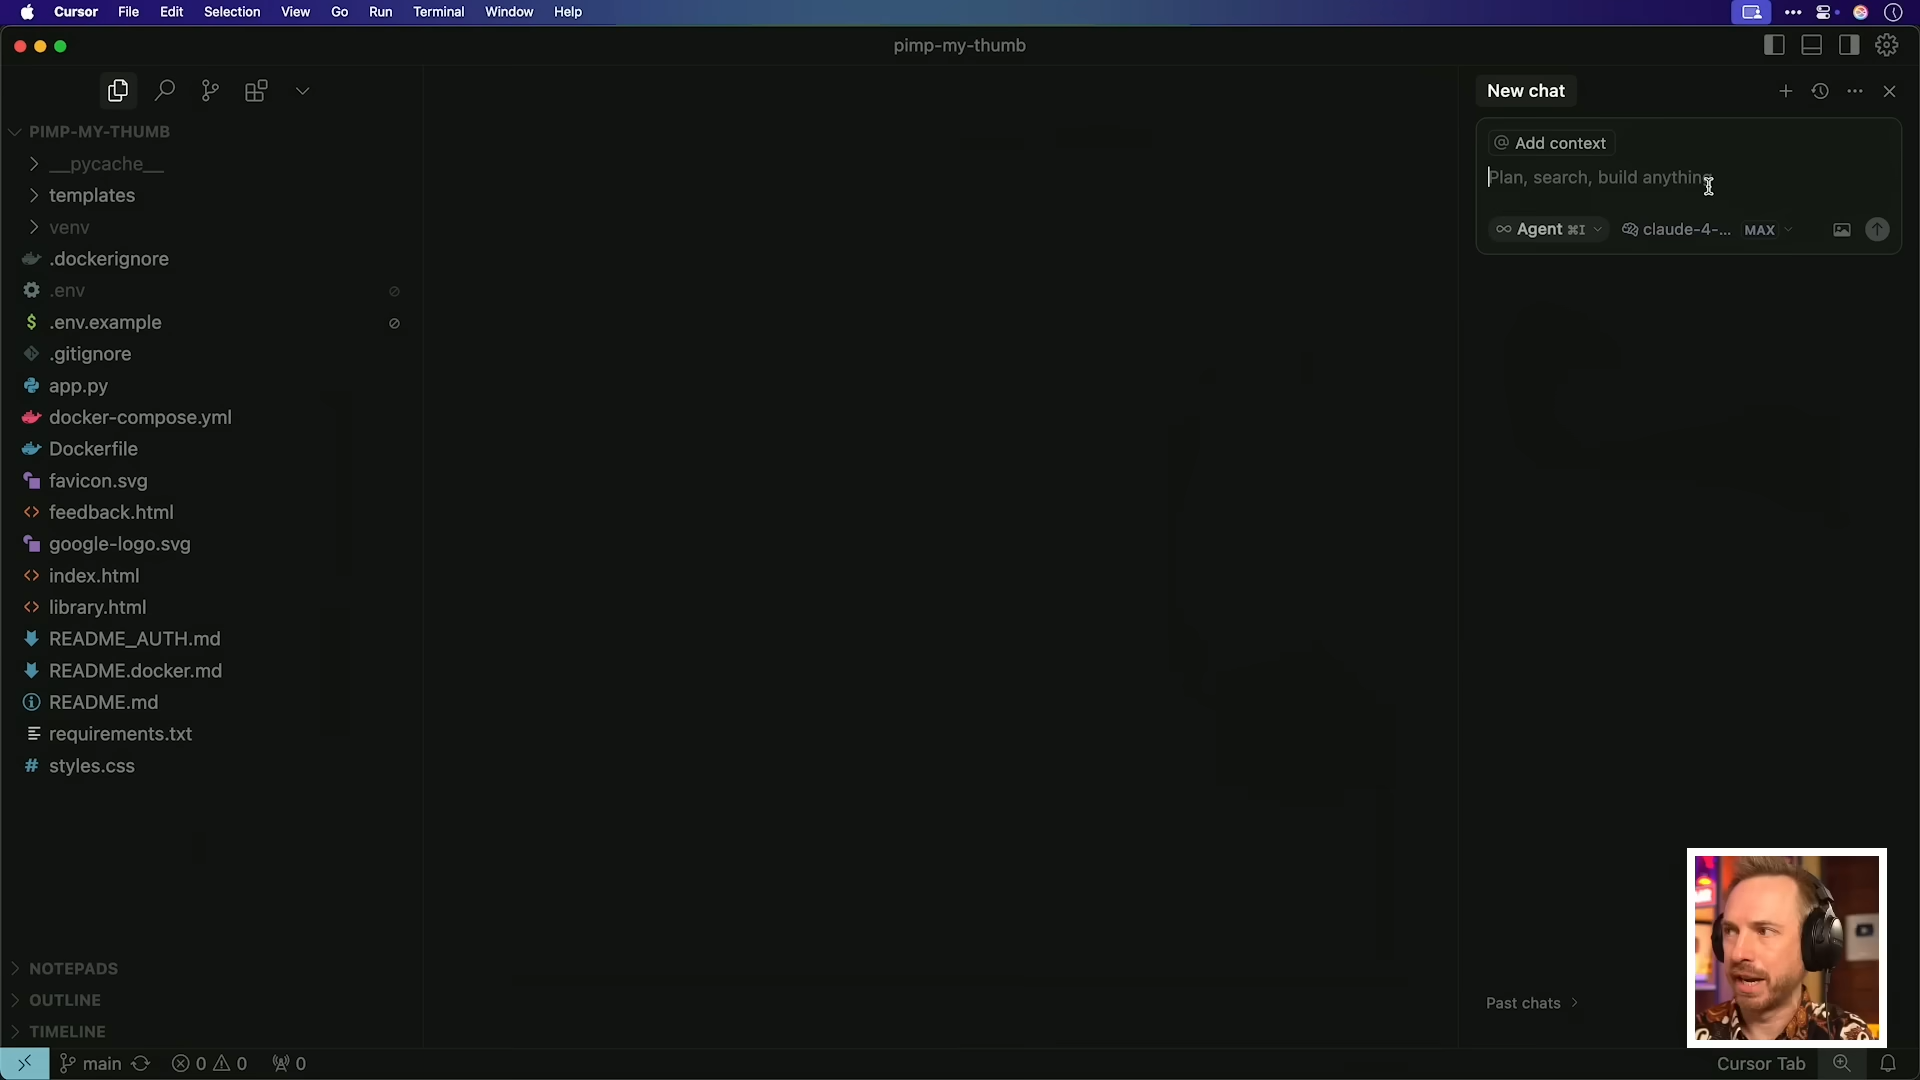 Cursor File Edit Selection View Go Run Terminal Window Help
pimp-my-thumb
New chat
PIMP-MY-THUMB
@ Add context
__pycache__
Plan, search, build anything
templates
venv
Agent ⌘I claude-4-... MAX
.dockerignore
.env
$ .env.example
.gitignore
app.py
docker-compose.yml
Dockerfile
favicon.svg
feedback.html
google-logo.svg
index.html
library.html
README_AUTH.md
README.docker.md
README.md
requirements.txt
# styles.css
NOTEPADS
OUTLINE
Past chats
TIMELINE
main 0 0 0
Cursor Tab